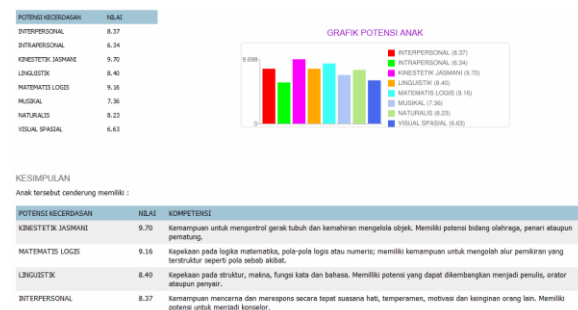 POTENSI KECERDASAN NILAI
INTERPERSONAL 8.37
INTRAPERSONAL 6.34
KINESTETIK JASMANI 9.70
LINGUISTIK 8.40
MATEMATIS LOGIS 9.16
MUSIKAL 7.36
NATURALIS 8.23
VISUAL SPASIAL 6.63
GRAFIK POTENSI ANAK
9.698
0
INTERPERSONAL (8.37)
INTRAPERSONAL (6.34)
KINESTETIK JASMANI (9.70)
LINGUISTIK (8.40)
MATEMATIS LOGIS (9.16)
MUSIKAL (7.36)
NATURALIS (8.23)
VISUAL SPASIAL (6.63)
KESIMPULAN
Anak tersebut cenderung memiliki :
POTENSI KECERDASAN NILAI KOMPETENSI
KINESTETIK JASMANI 9.70 Kemampuan untuk mengontrol gerak tubuh dan kemahiran mengelola objek. Memiliki potensi bidang olahraga, penari ataupun
pematung.
MATEMATIS LOGIS 9.16 Kepekaan pada logika matematika, pola-pola logis atau numeris; memiliki kemampuan untuk mengolah alur pemikiran yang
terstruktur seperti pola sebab akibat.
LINGUISTIK 8.40 Kepekaan pada struktur, makna, fungsi kata dan bahasa. Memilliki potensi yang dapat dikembangkan menjadi penulis, orator
ataupun penyair.
INTERPERSONAL 8.37 Kemampuan mencerna dan merespons secara tepat suasana hati, temperamen, motivasi dan keinginan orang lain. Memiliki
potensi untuk menjadi konselor.